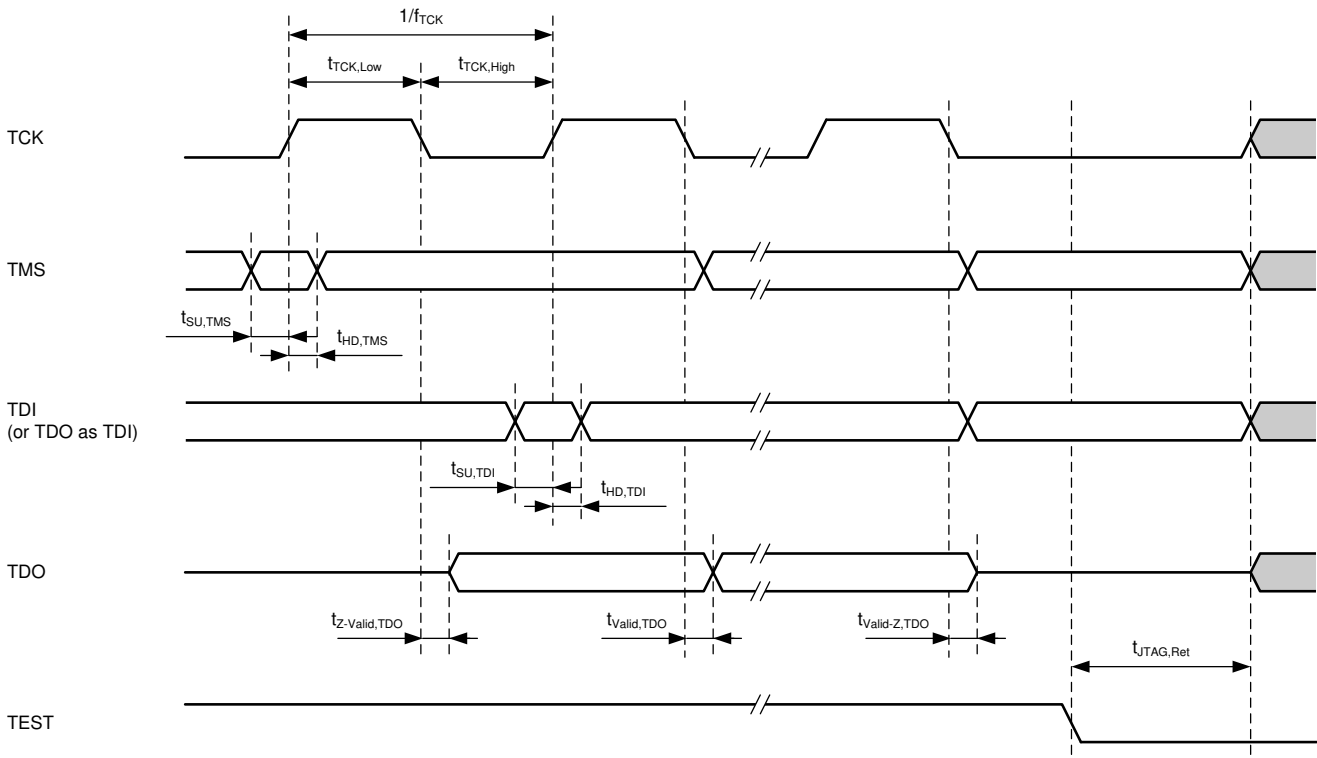 1/fTCK
tTCK,Low
tTCK,High
TCK
TMS
tSU,TMS
tHD,TMS
TDI
(or TDO as TDI)
tSU,TDI
tHD,TDI
TDO
tZ-Valid,TDO
tValid,TDO
tValid-Z,TDO
tJTAG,Ret
TEST